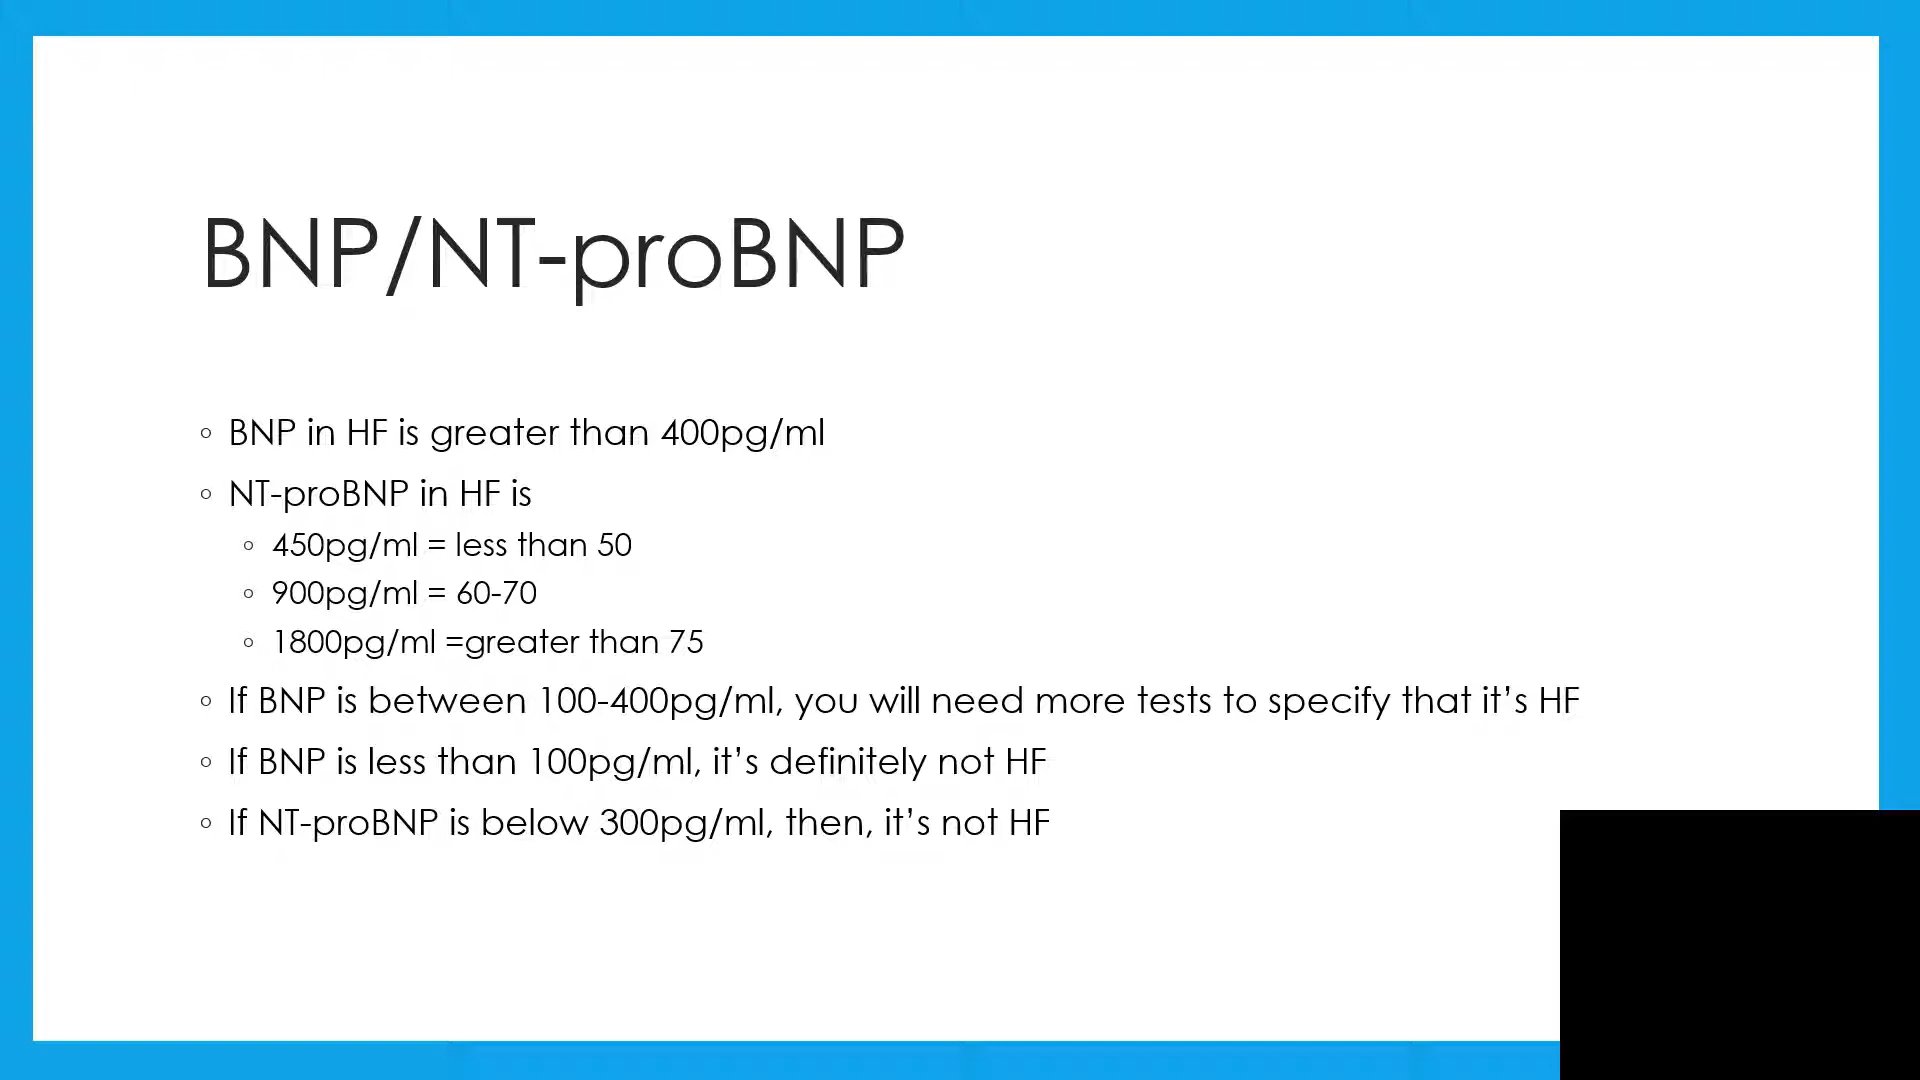 BNP/NT-proBNP
◦ BNP in HF is greater than 400pg/ml
◦ NT-proBNP in HF is
◦ 450pg/ml = less than 50
◦ 900pg/ml = 60-70
◦ 1800pg/ml =greater than 75
◦ If BNP is between 100-400pg/ml, you will need more tests to specify that it’s HF
◦ If BNP is less than 100pg/ml, it’s definitely not HF
◦ If NT-proBNP is below 300pg/ml, then, it’s not HF